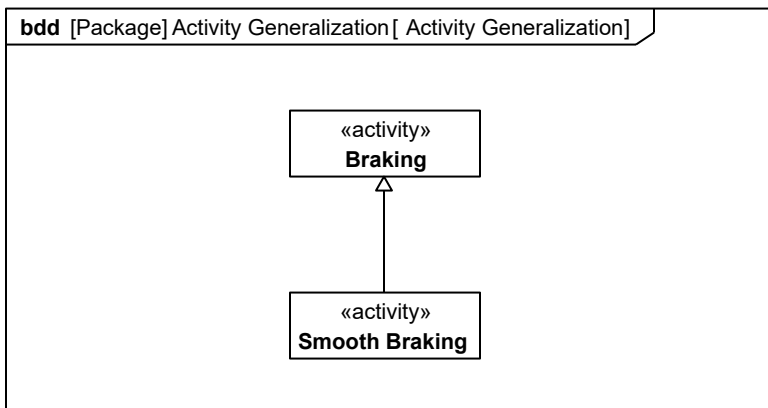 bdd [Package] Activity Generalization[ Activity Generalization]
«activity»
Braking
«activity»
Smooth Braking